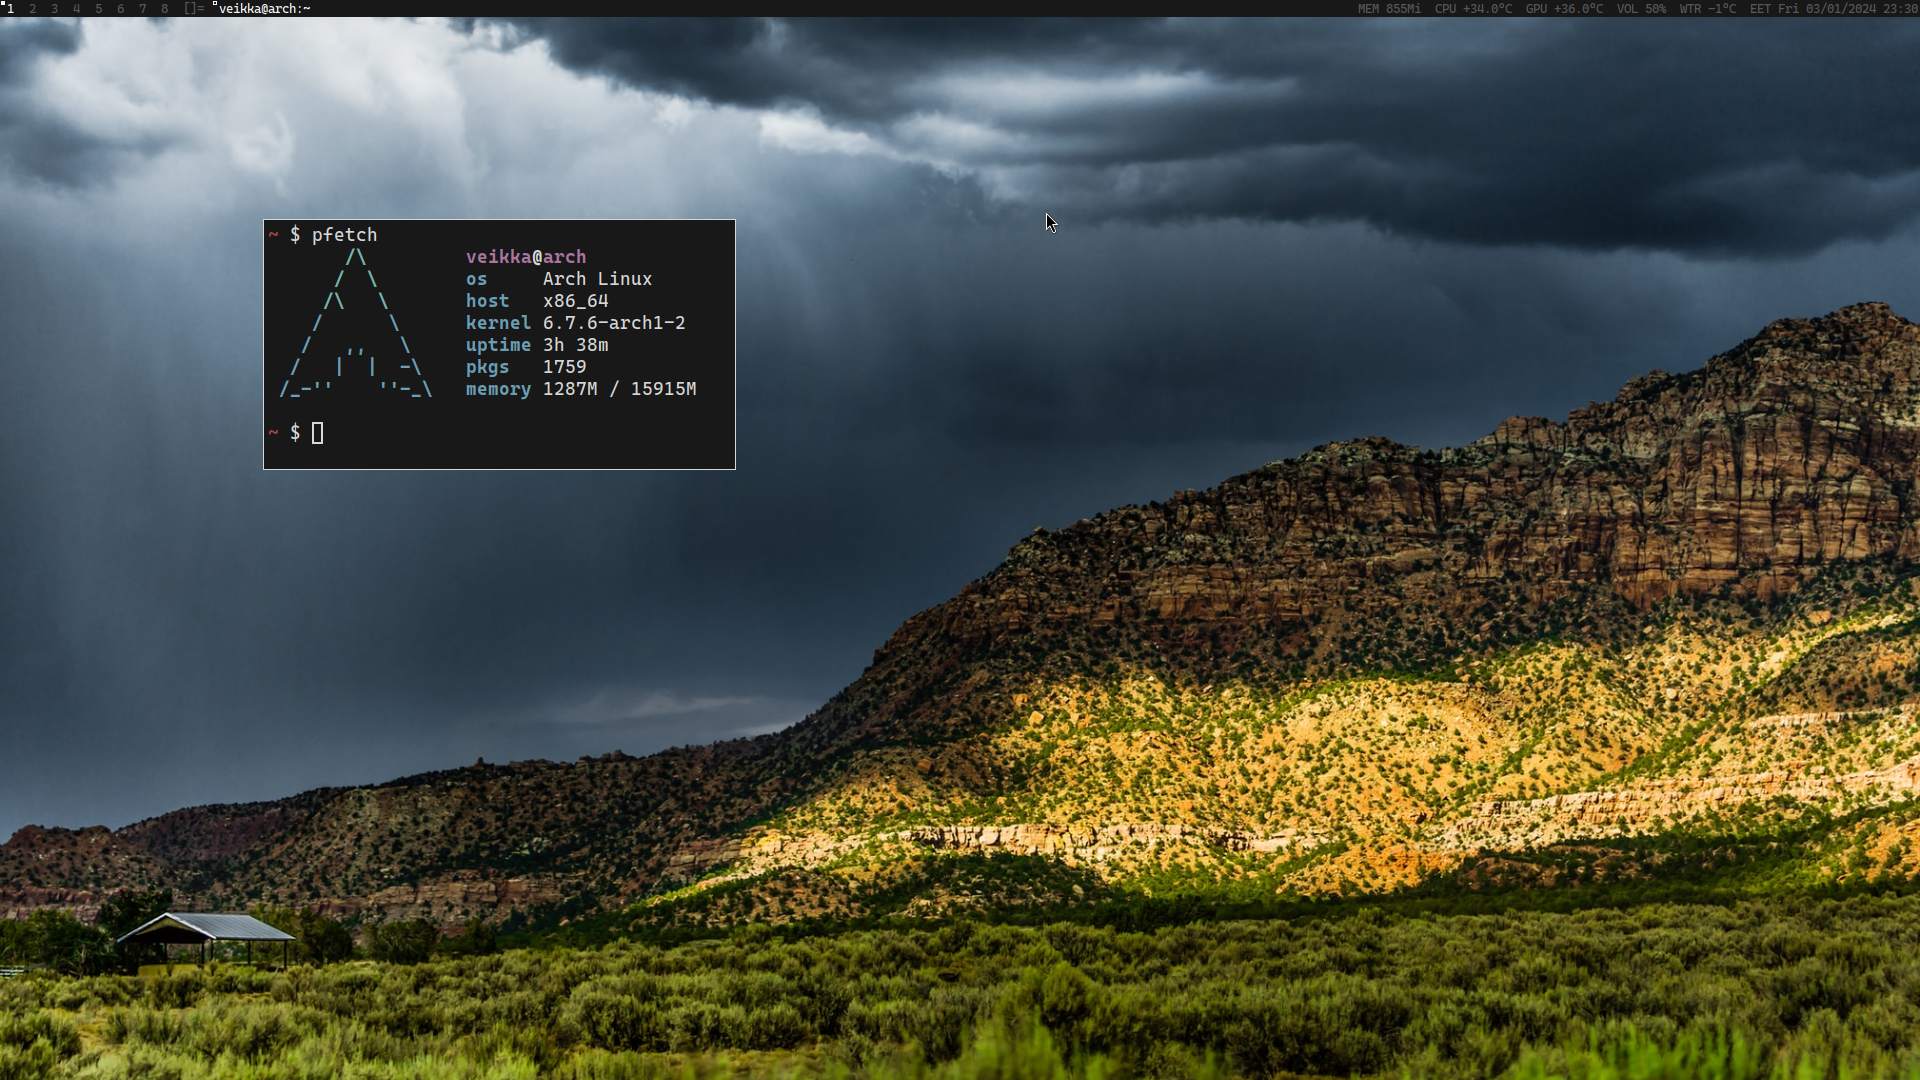 1 2 3 4 5 6 7 8 []= veikka@arch:~ MEM 855Mi CPU +34.0°C GPU +36.0°C VOL 50% WTR -1°C EET Fri 03/01/2024 23:30
~ $ pfetch
/\ veikka@arch
/ \ os Arch Linux
/\ \ host x86_64
/ \ kernel 6.7.6-arch1-2
/ ,, \ uptime 3h 38m
/ | | -\ pkgs 1759
/_-'' ''-_\ memory 1287M / 15915M
~ $